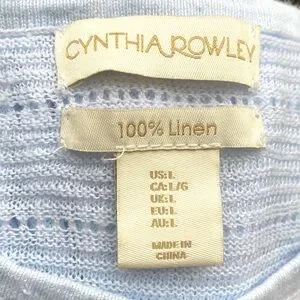 CYNTHIA ROWLEY
100% Linen
US:L
CA:L/G
UK:L
EU:L
AU:L
MADE IN
CHINA